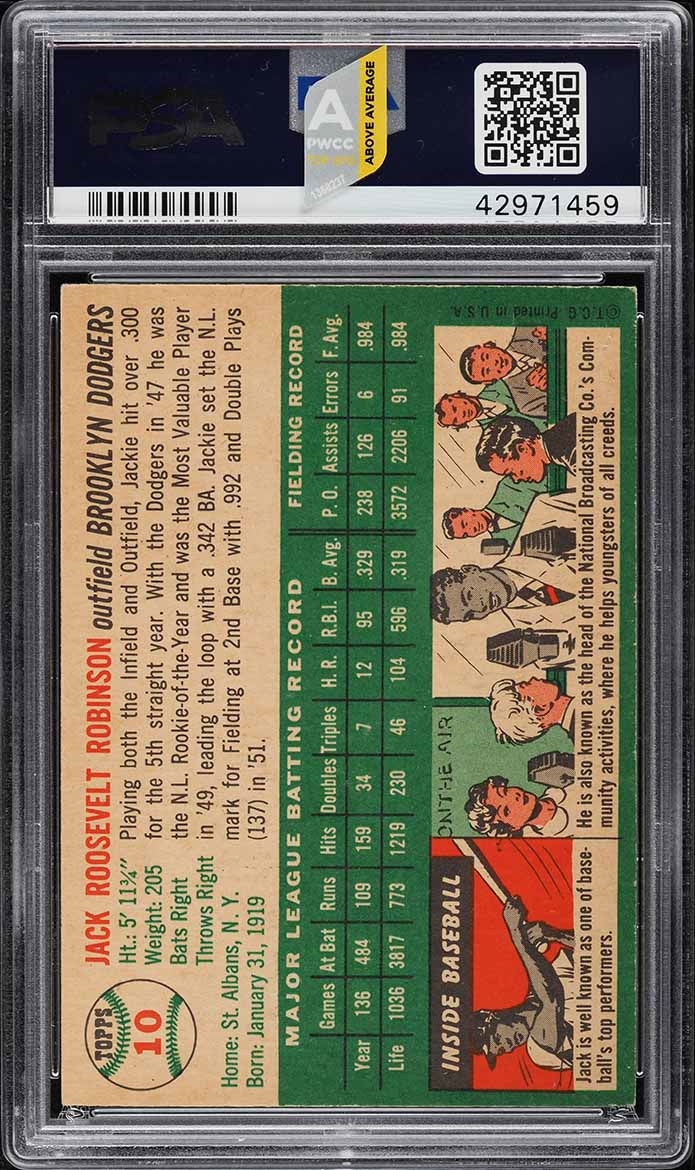 PSA
A
PWCC
ABOVE AVERAGE
1368237
42971459
TOPPS
10
JACK ROOSEVELT ROBINSON outfield BROOKLYN DODGERS
Ht.: 5' 11¾"
Weight: 205
Bats Right
Throws Right
Home: St. Albans, N. Y.
Born: January 31, 1919
Playing both the Infield and Outfield, Jackie hit over .300
for the 5th straight year. With the Dodgers in '47 he was
the N.L. Rookie-of-the-Year and was the Most Valuable Player
in '49, leading the loop with a .342 BA. Jackie set the N.L.
mark for Fielding at 2nd Base with .992 and Double Plays
(137) in '51.
MAJOR LEAGUE BATTING RECORD FIELDING RECORD
Games At Bat Runs Hits Doubles Triples H. R. R.B.I. B. Avg. P. O. Assists Errors F. Avg.
Year 136 484 109 159 34 7 12 95 .329 238 126 6 .984
Life 1036 3817 773 1219 230 46 104 596 .319 3572 2206 91 .984
'INSIDE BASEBALL'
ON THE AIR
Jack is well known as one of base-
ball's top performers.
He is also known as the head of the National Broadcasting Co.'s Com-
munity activities, where he helps youngsters of all creeds.
©T.C.G. Printed in U.S.A.